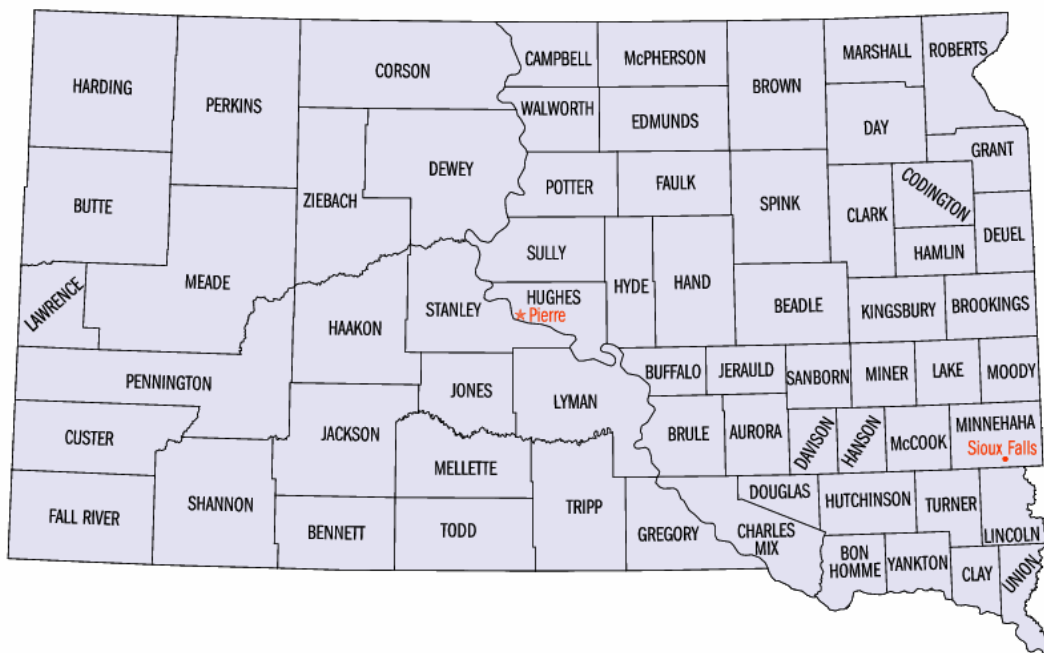 HARDING
PERKINS
CORSON
CAMPBELL
McPHERSON
BROWN
MARSHALL
ROBERTS
WALWORTH
EDMUNDS
DAY
GRANT
BUTTE
ZIEBACH
DEWEY
POTTER
FAULK
SPINK
CLARK
CODINGTON
HAMLIN
DEUEL
LAWRENCE
MEADE
SULLY
HYDE
HAND
BEADLE
KINGSBURY
BROOKINGS
HAAKON
STANLEY
HUGHES
* Pierre
PENNINGTON
JONES
LYMAN
BUFFALO
JERAULD
SANBORN
MINER
LAKE
MOODY
CUSTER
JACKSON
BRULE
AURORA
DAVISON
HANSON
McCOOK
MINNEHAHA
Sioux Falls
FALL RIVER
SHANNON
MELLETTE
BENNETT
TODD
TRIPP
GREGORY
CHARLES
MIX
DOUGLAS
HUTCHINSON
TURNER
LINCOLN
BON
HOMME
YANKTON
CLAY
UNION